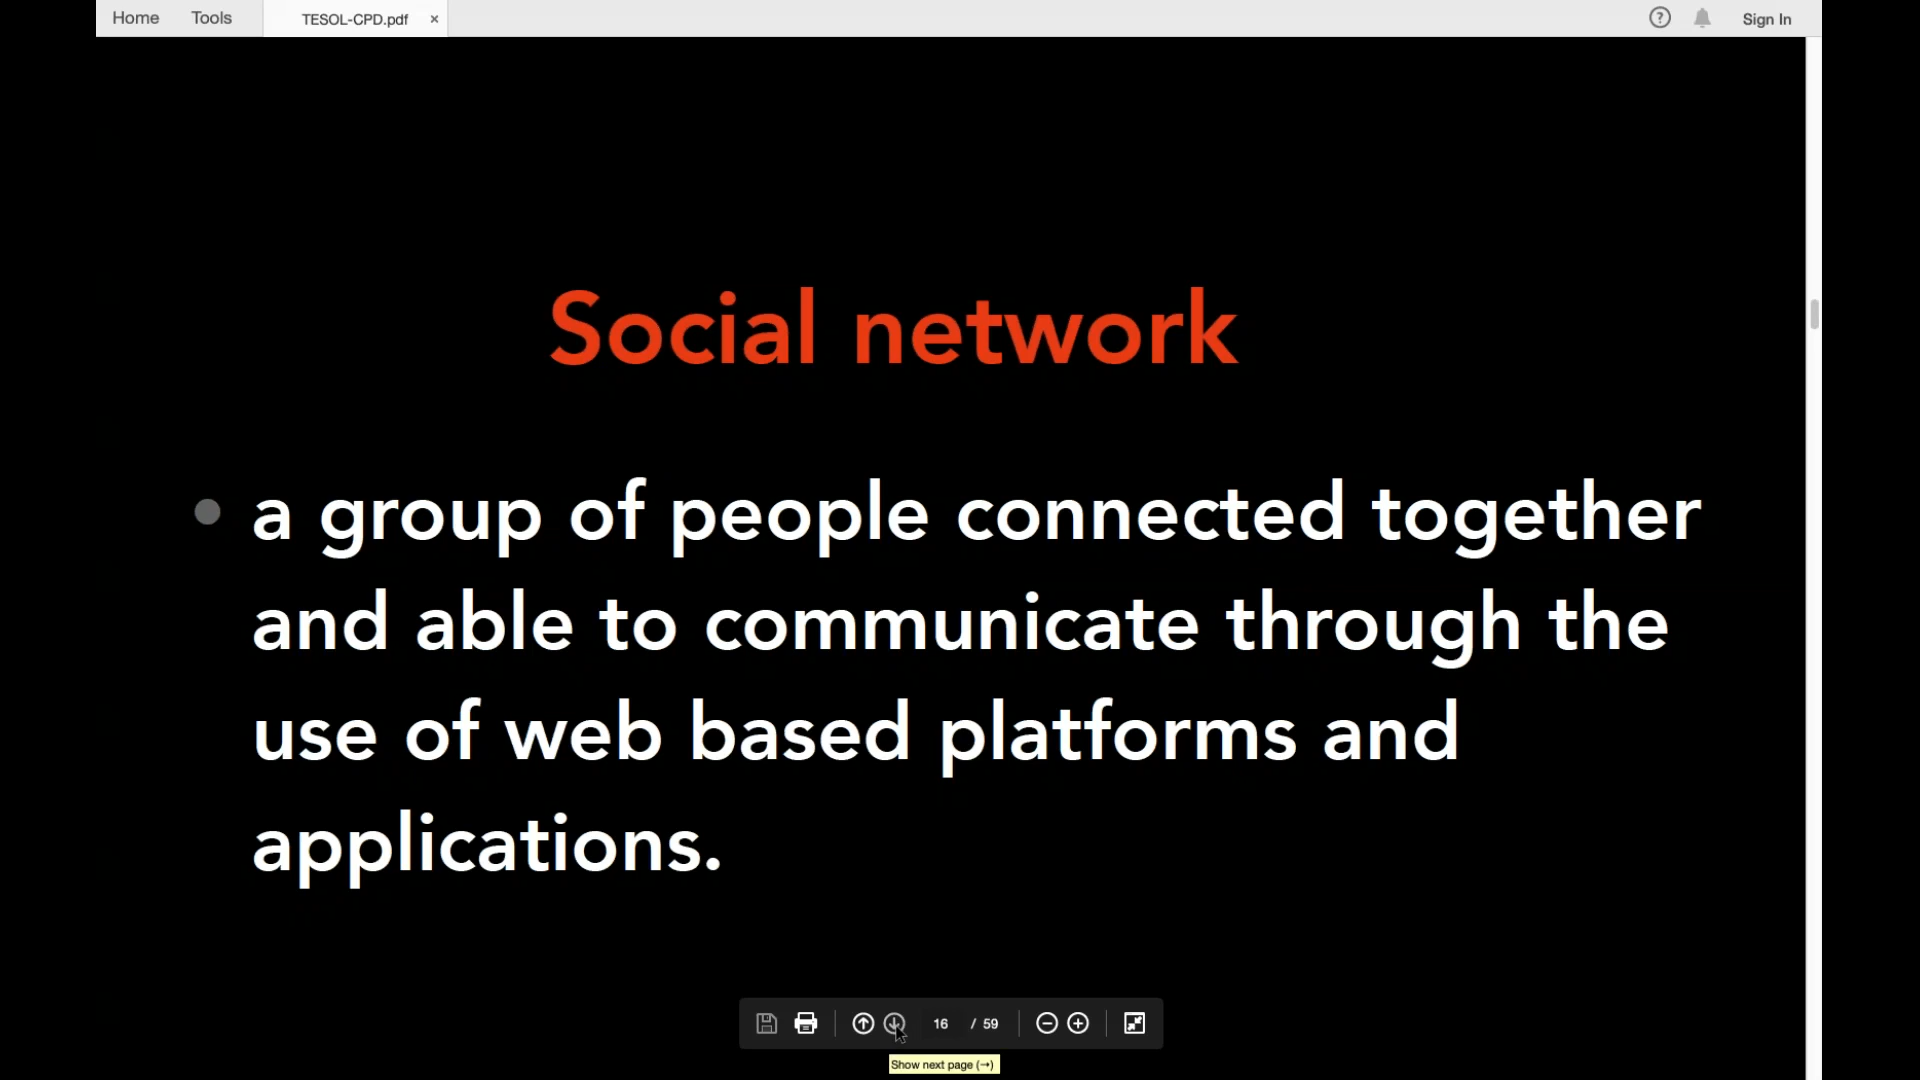 Home Tools TESOL-CPD.pdf × ? Sign In
Social network
• a group of people connected together
and able to communicate through the
use of web based platforms and
applications.
16 / 59
Show next page (→)